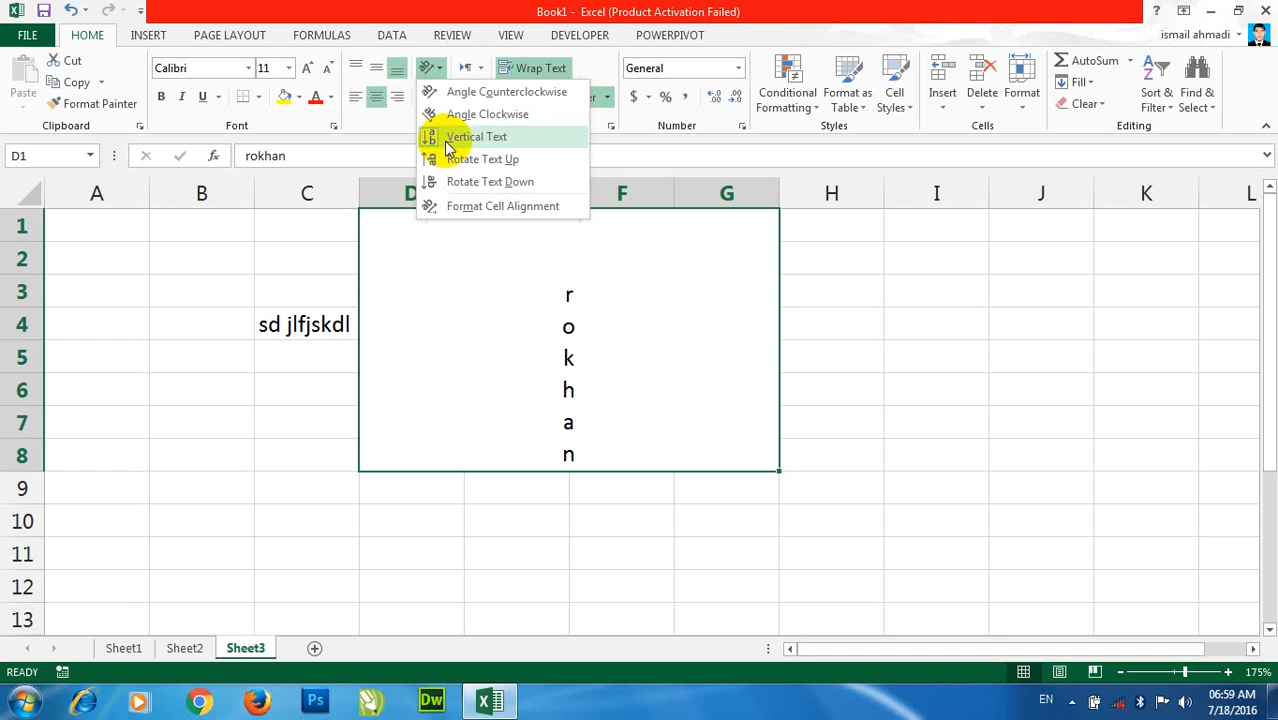 Book1 - Excel (Product Activation Failed)
FILE HOME INSERT PAGE LAYOUT FORMULAS DATA REVIEW VIEW DEVELOPER POWERPIVOT ismail ahmadi
Paste
Cut
Copy
Format Painter
Clipboard
Calibri 11
B I U
Font
Wrap Text
General
$ % ,
Number
Conditional Formatting
Format as Table
Cell Styles
Styles
Insert Delete Format
Cells
AutoSum
Fill
Clear
Sort & Filter
Find & Select
Editing
Angle Counterclockwise
Angle Clockwise
Vertical Text
Rotate Text Up
Rotate Text Down
Format Cell Alignment
D1 fx rokhan
A B C D F G H I J K L
1
2
3 r
4 sd jlfjskdl o
5 k
6 h
7 a
8 n
9
10
11
12
13
Sheet1 Sheet2 Sheet3
READY 175%
Ps Dw EN 06:59 AM
7/18/2016